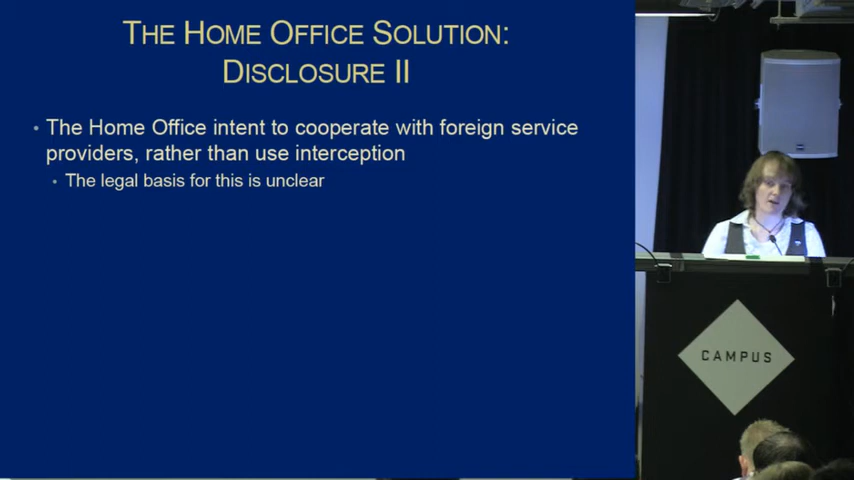 THE HOME OFFICE SOLUTION:
DISCLOSURE II
• The Home Office intent to cooperate with foreign service
providers, rather than use interception
• The legal basis for this is unclear
CAMPUS